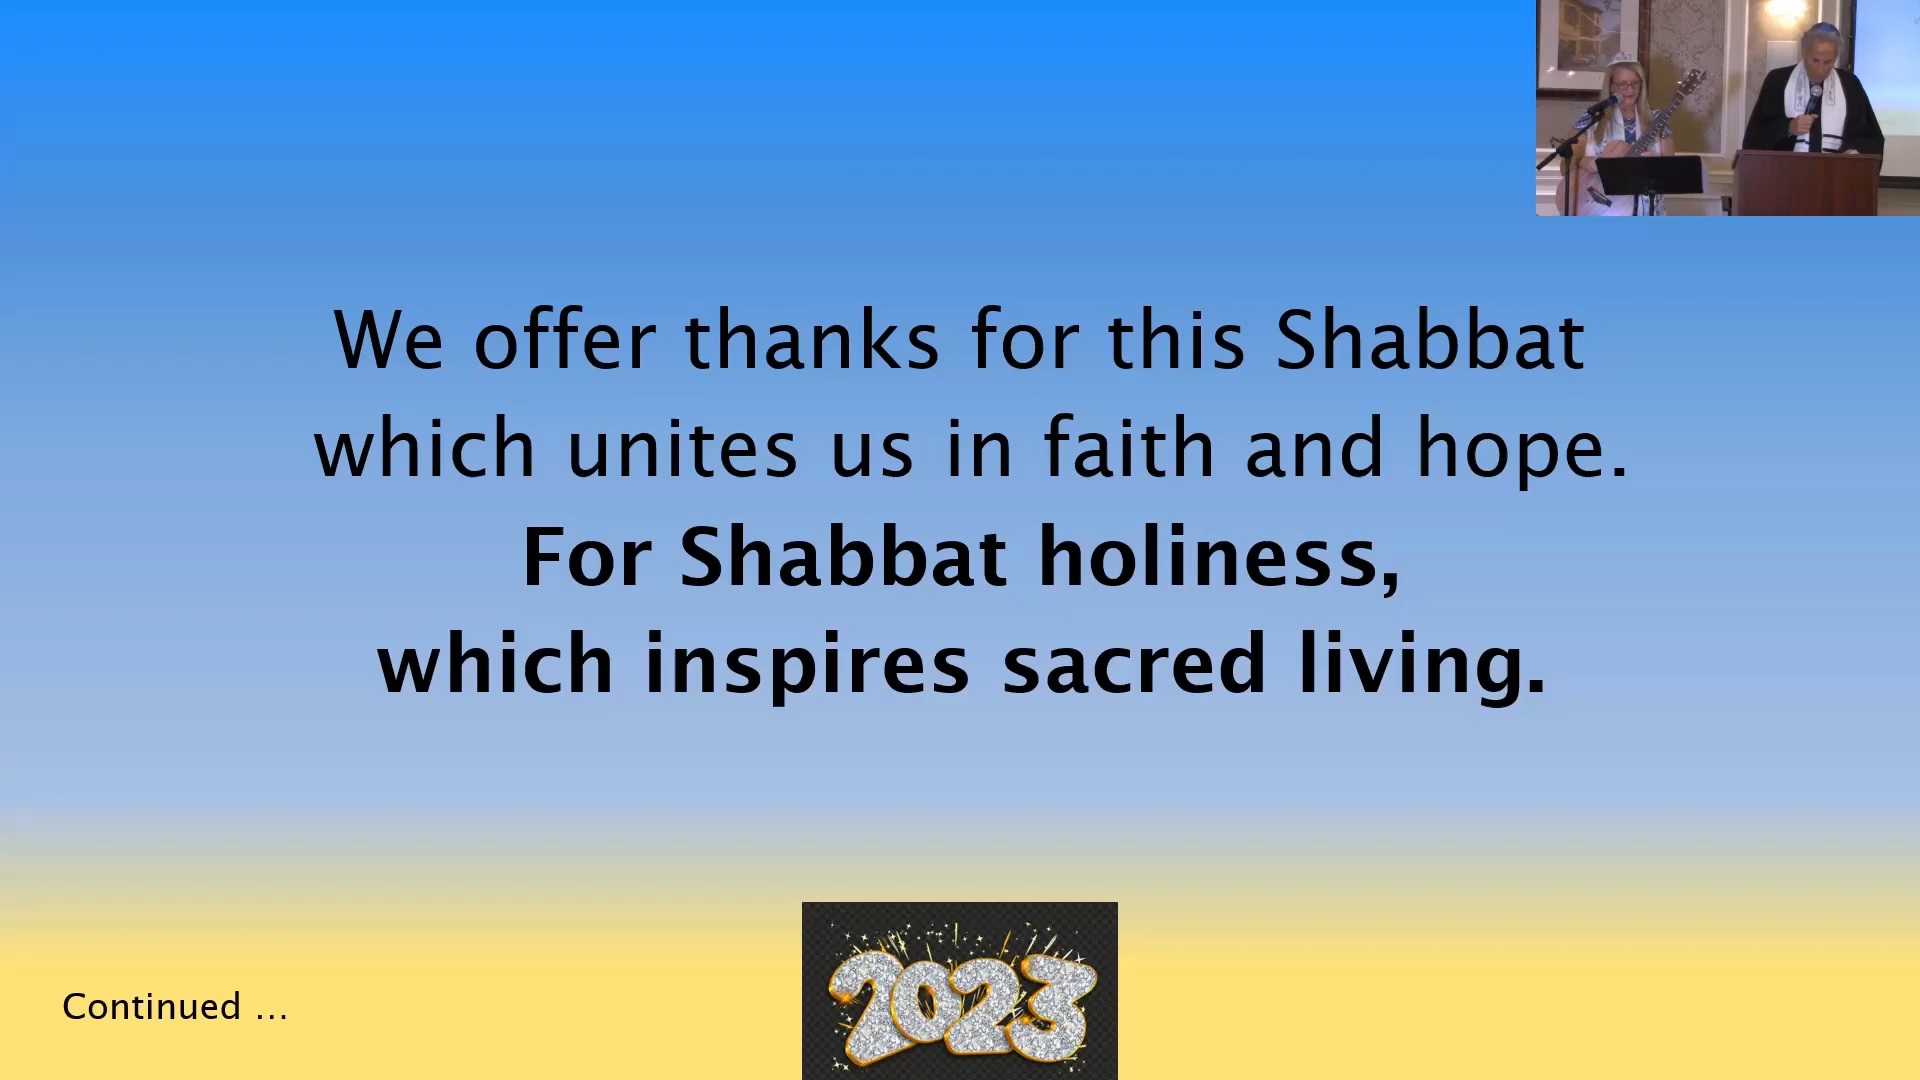 We offer thanks for this Shabbat
which unites us in faith and hope.
For Shabbat holiness,
which inspires sacred living.
Continued ...
2023